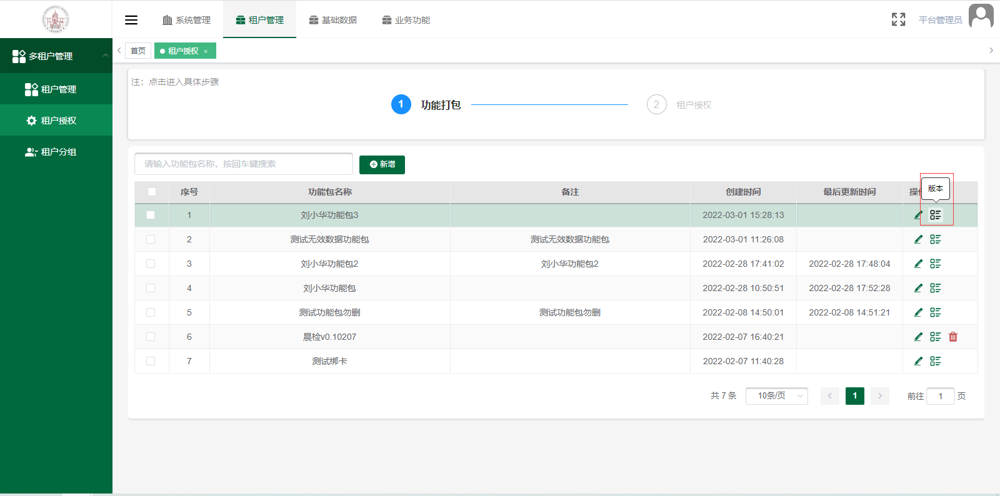 系统管理
租户管理
基础数据
业务功能
平台管理员
多租户管理
租户管理
租户授权
租户分组
首页
租户授权 ×
注：点击进入具体步骤
1 功能打包
2 租户授权
请输入功能包名称，按回车键搜索
新增
序号 功能包名称 备注 创建时间 最后更新时间
版本
1 刘小华功能包3 2022-03-01 15:28:13
2 测试无效数据功能包 测试无效数据功能包 2022-03-01 11:26:08
3 刘小华功能包2 刘小华功能包2 2022-02-28 17:41:02 2022-02-28 17:48:04
4 刘小华功能包 2022-02-28 10:50:51 2022-02-28 17:52:28
5 测试功能包勿删 测试功能包勿删 2022-02-08 14:50:01 2022-02-08 14:51:21
6 晨检v0.10207 2022-02-07 16:40:21
7 测试绑卡 2022-02-07 11:40:28
共 7 条 10条/页 1 前往 1 页